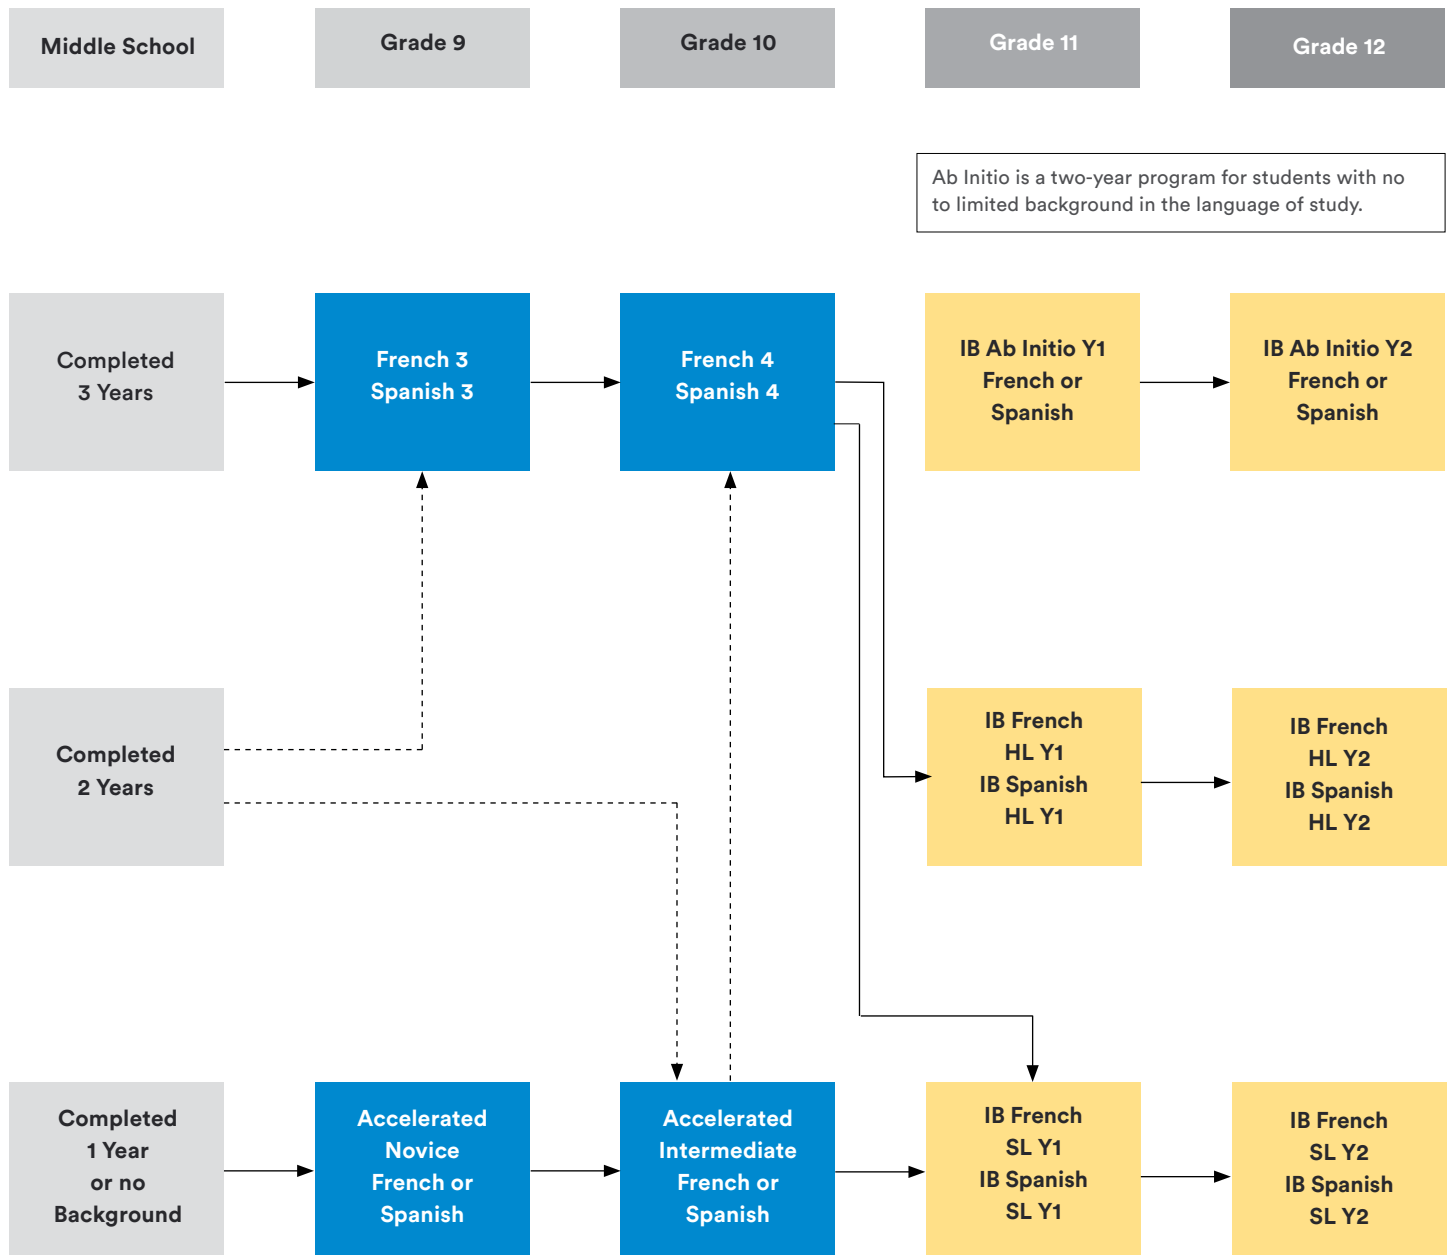 Middle School
Grade 9
Grade 10
Grade 11
Grade 12
Ab Initio is a two-year program for students with no
to limited background in the language of study.
Completed
3 Years
French 3
Spanish 3
French 4
Spanish 4
IB Ab Initio Y1
French or
Spanish
IB Ab Initio Y2
French or
Spanish
Completed
2 Years
IB French
HL Y1
IB Spanish
HL Y1
IB French
HL Y2
IB Spanish
HL Y2
Completed
1 Year
or no
Background
Accelerated
Novice
French or
Spanish
Accelerated
Intermediate
French or
Spanish
IB French
SL Y1
IB Spanish
SL Y1
IB French
SL Y2
IB Spanish
SL Y2